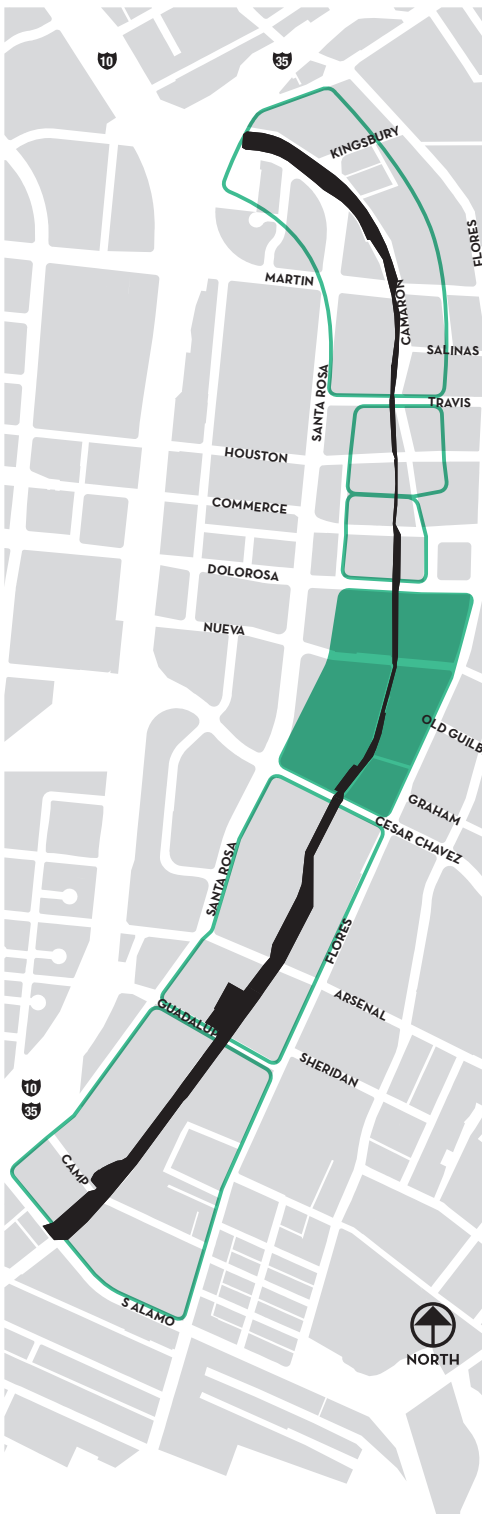 10
35
KINGSBURY
FLORES
MARTIN
CAMARON
SALINAS
SANTA ROSA
TRAVIS
HOUSTON
COMMERCE
DOLOROSA
NUEVA
OLD GUILB
GRAHAM
CESAR CHAVEZ
SANTA ROSA
FLORES
ARSENAL
GUADALUP
SHERIDAN
10
35
CAMP
S ALAMO
NORTH